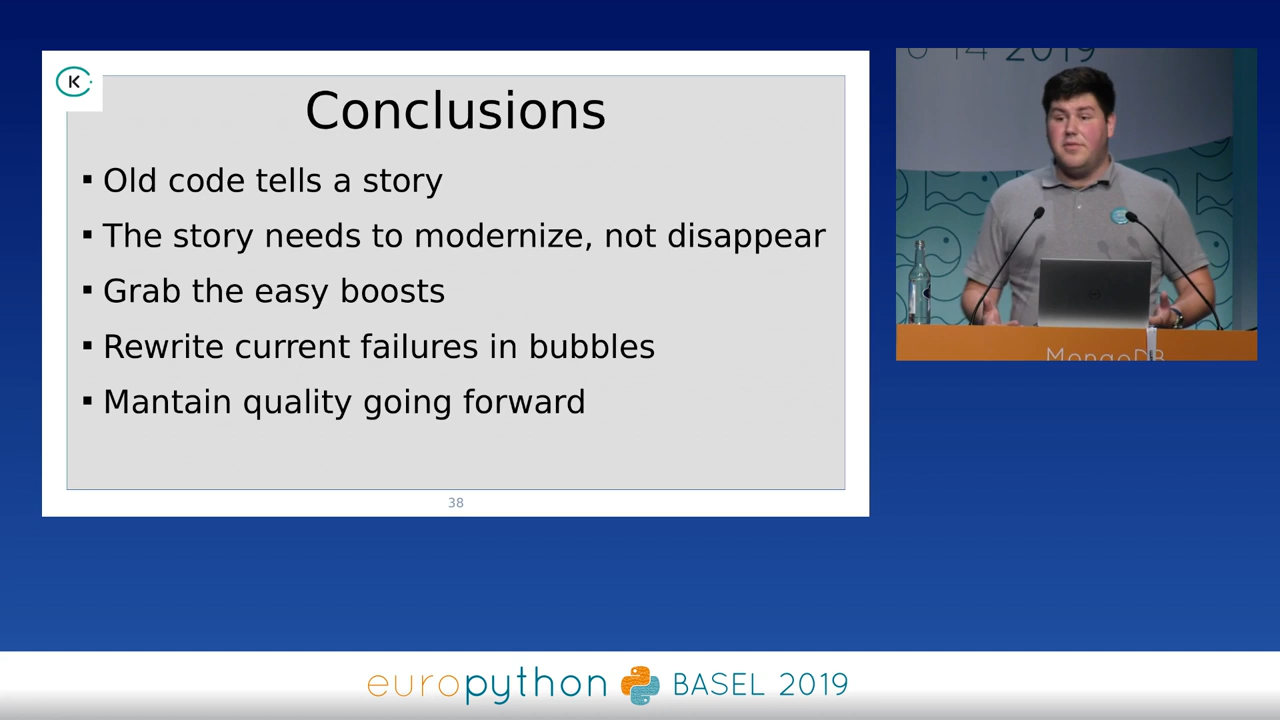 8-14 2019
K
Conclusions
▪ Old code tells a story
▪ The story needs to modernize, not disappear
▪ Grab the easy boosts
▪ Rewrite current failures in bubbles
▪ Mantain quality going forward
38
MongoDB
europython BASEL 2019